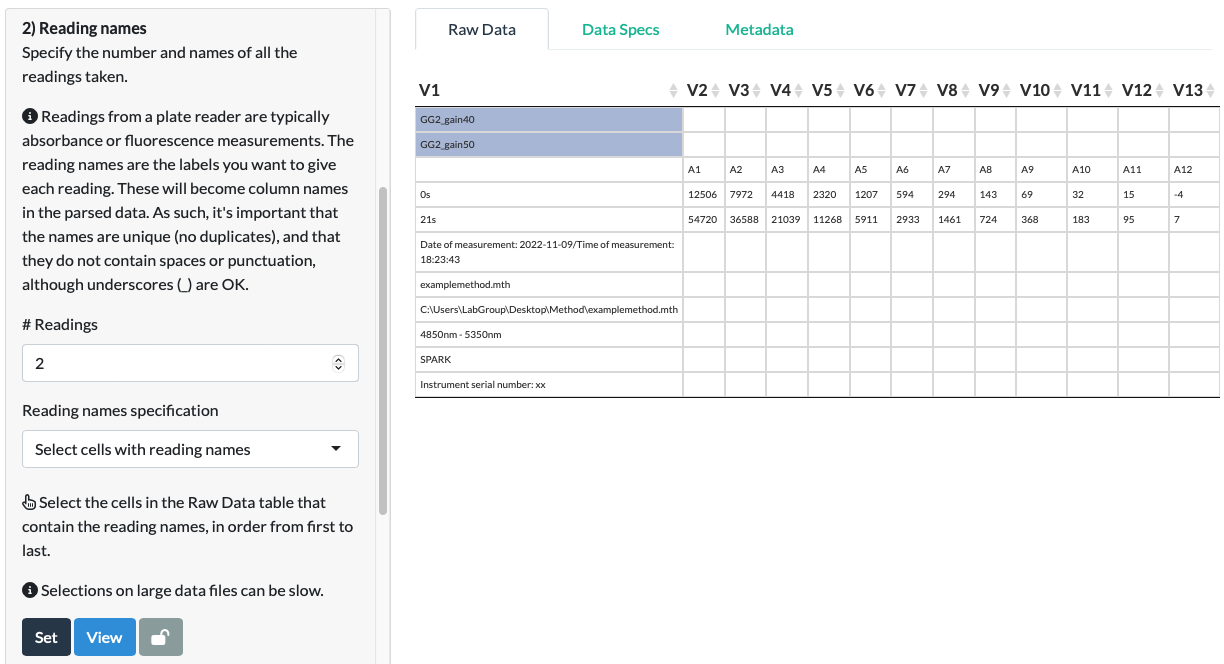 2) Reading names
Specify the number and names of all the
readings taken.
Readings from a plate reader are typically
absorbance or fluorescence measurements. The
reading names are the labels you want to give
each reading. These will become column names
in the parsed data. As such, it's important that
the names are unique (no duplicates), and that
they do not contain spaces or punctuation,
although underscores (_) are OK.
# Readings
2
Reading names specification
Select cells with reading names
Select the cells in the Raw Data table that
contain the reading names, in order from first to
last.
Selections on large data files can be slow.
Set View
Raw Data Data Specs Metadata
V1 V2 V3 V4 V5 V6 V7 V8 V9 V10 V11 V12 V13
GG2_gain40
GG2_gain50
A1 A2 A3 A4 A5 A6 A7 A8 A9 A10 A11 A12
0s 12506 7972 4418 2320 1207 594 294 143 69 32 15 -4
21s 54720 36588 21039 11268 5911 2933 1461 724 368 183 95 7
Date of measurement: 2022-11-09/Time of measurement:
18:23:43
examplemethod.mth
C:\Users\LabGroup\Desktop\Method\examplemethod.mth
4850nm - 5350nm
SPARK
Instrument serial number: xx